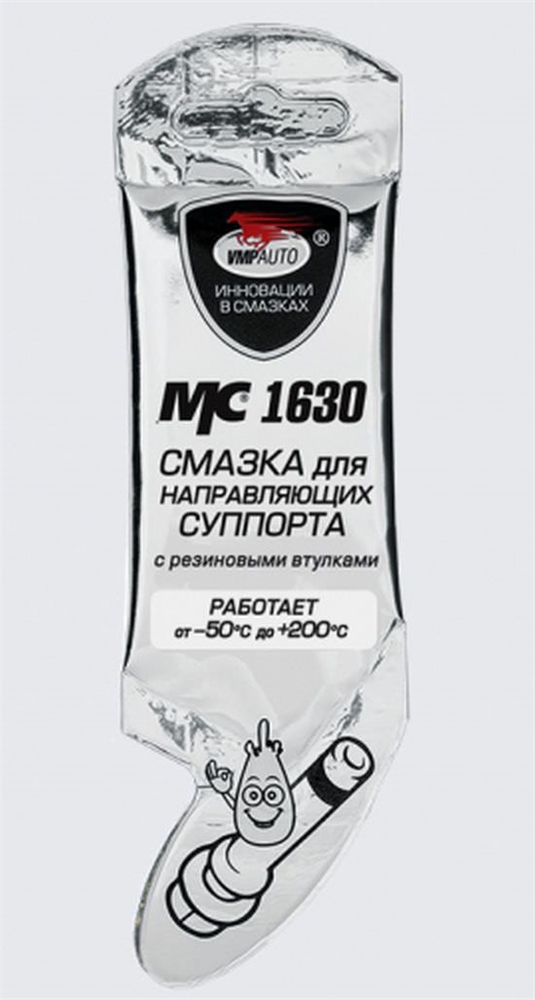 VMPAUTO ®
ИННОВАЦИИ
В СМАЗКАХ
МС® 1630
СМАЗКА для
НАПРАВЛЯЮЩИХ
СУППОРТА
с резиновыми втулками
РАБОТАЕТ
от –50°С до +200°С